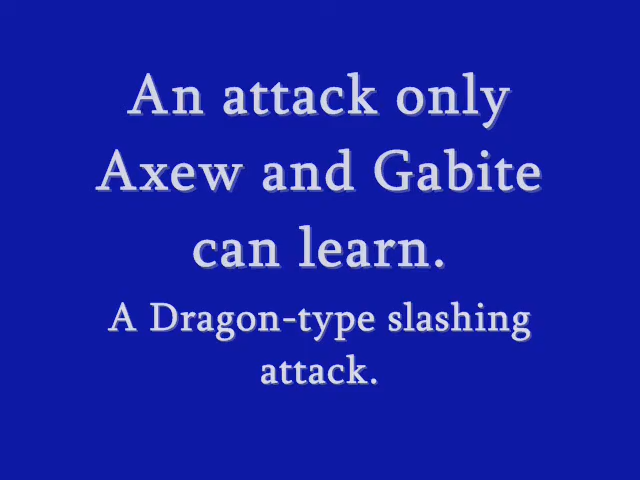 An attack only
Axew and Gabite
can learn.
A Dragon-type slashing
attack.